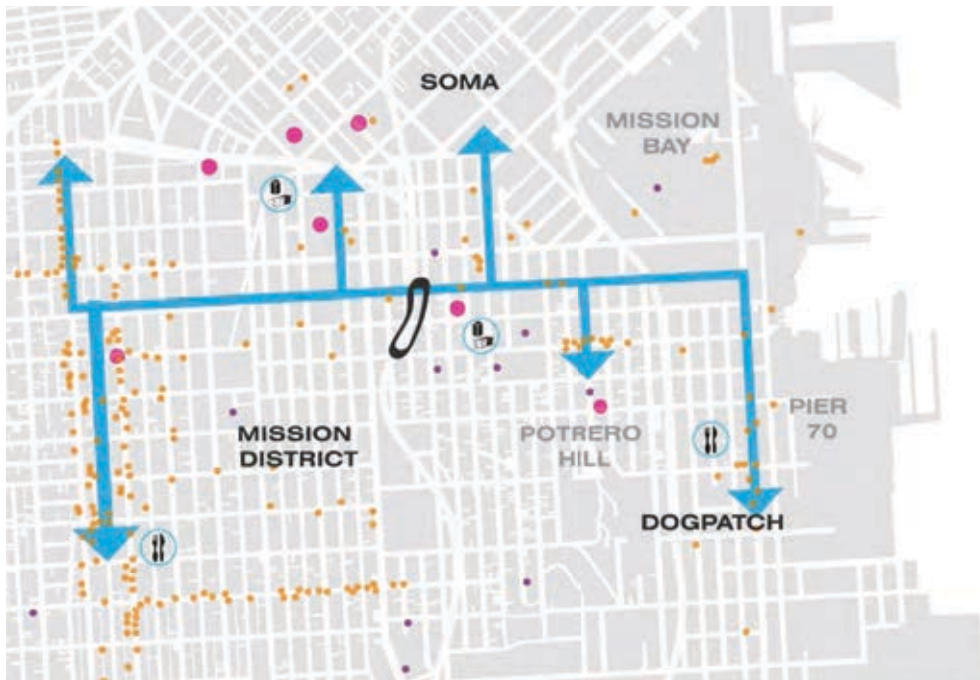 SOMA
MISSION
BAY
MISSION
DISTRICT
POTRERO
HILL
PIER
70
DOGPATCH